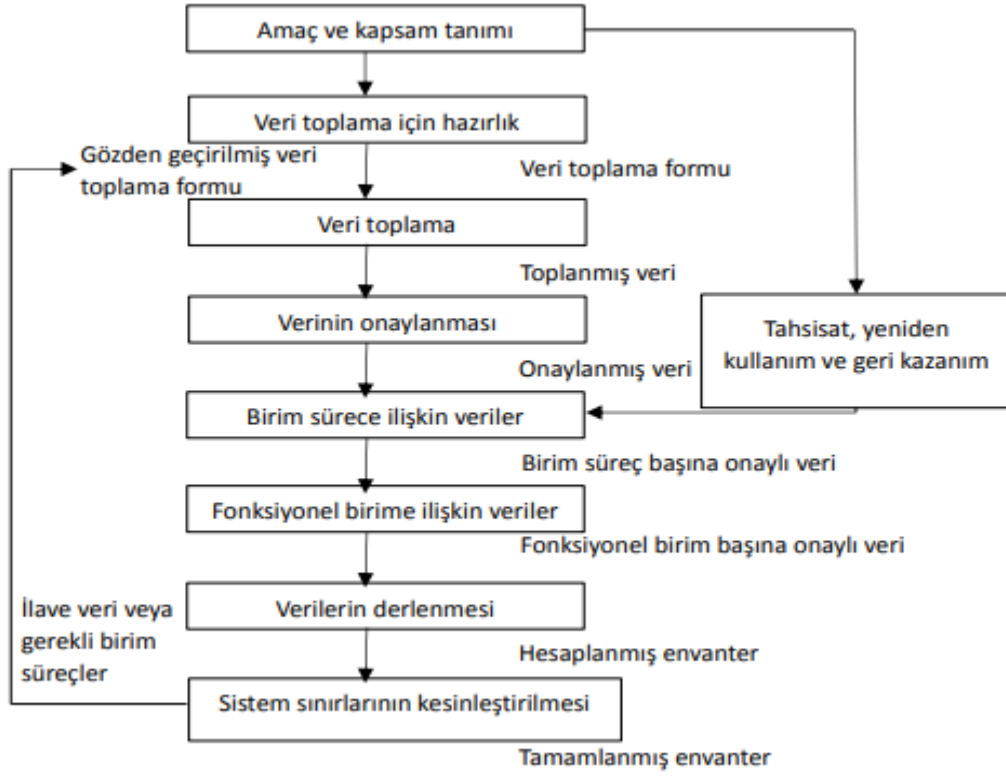 Amaç ve kapsam tanımı
Veri toplama için hazırlık
Gözden geçirilmiş veri
toplama formu
Veri toplama formu
Veri toplama
Toplanmış veri
Verinin onaylanması
Tahsisat, yeniden
kullanım ve geri kazanım
Onaylanmış veri
Birim sürece ilişkin veriler
Birim süreç başına onaylı veri
Fonksiyonel birime ilişkin veriler
Fonksiyonel birim başına onaylı veri
Verilerin derlenmesi
İlave veri veya
gerekli birim
süreçler
Hesaplanmış envanter
Sistem sınırlarının kesinleştirilmesi
Tamamlanmış envanter